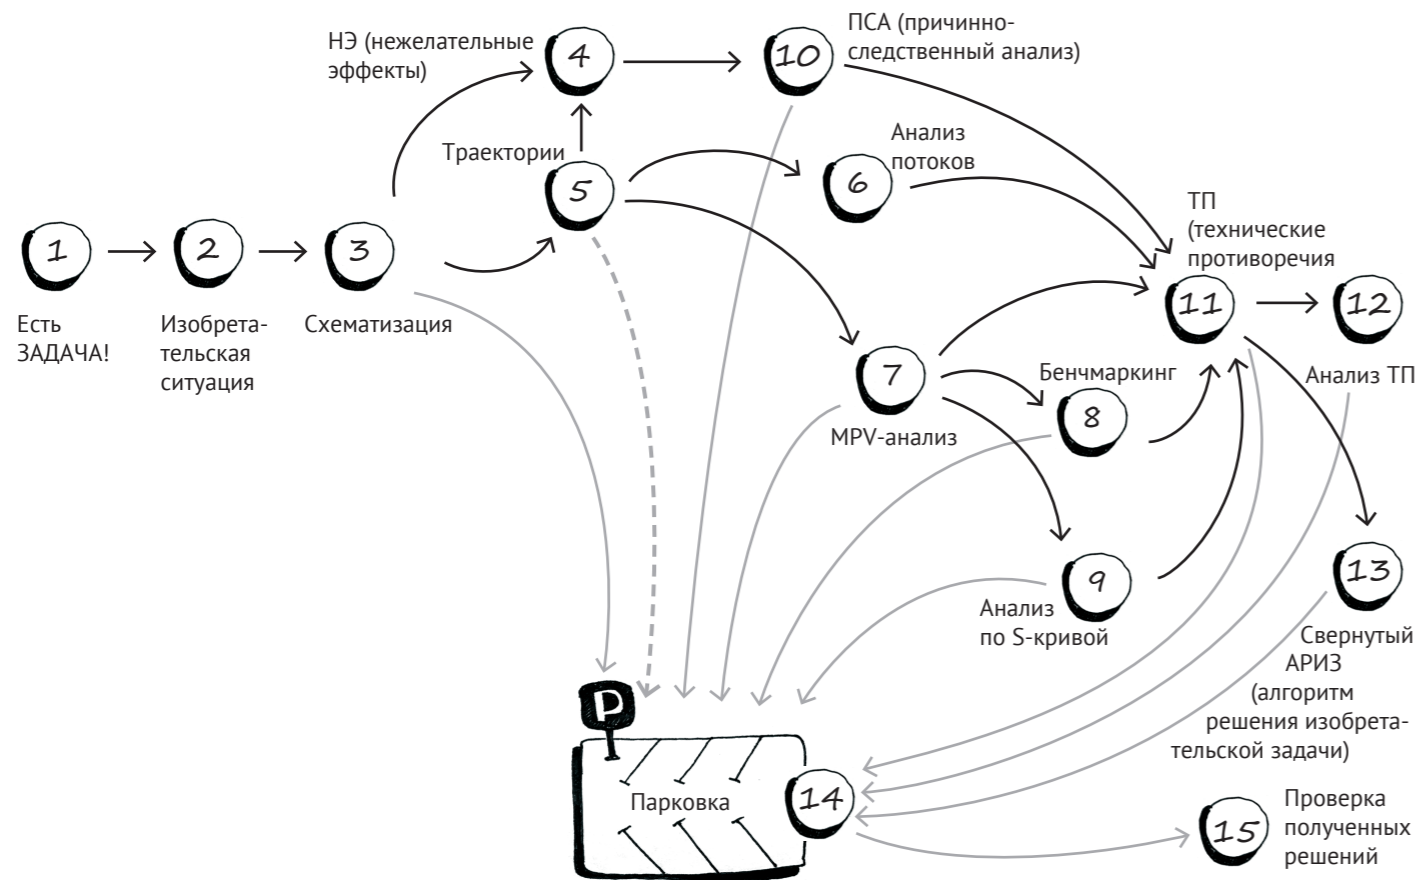 НЭ (нежелательные
эффекты)
4
10
ПСА (причинно-
следственный анализ)
Траектории
5
6
Анализ
потоков
1
Есть
ЗАДАЧА!
2
Изобрета-
тельская
ситуация
3
Схематизация
7
MPV-анализ
Бенчмаркинг
8
9
Анализ
по S-кривой
ТП
(технические
противоречия
11
12
Анализ ТП
13
Свернутый
АРИЗ
(алгоритм
решения изобрета-
тельской задачи)
P
Парковка
14
15
Проверка
полученных
решений